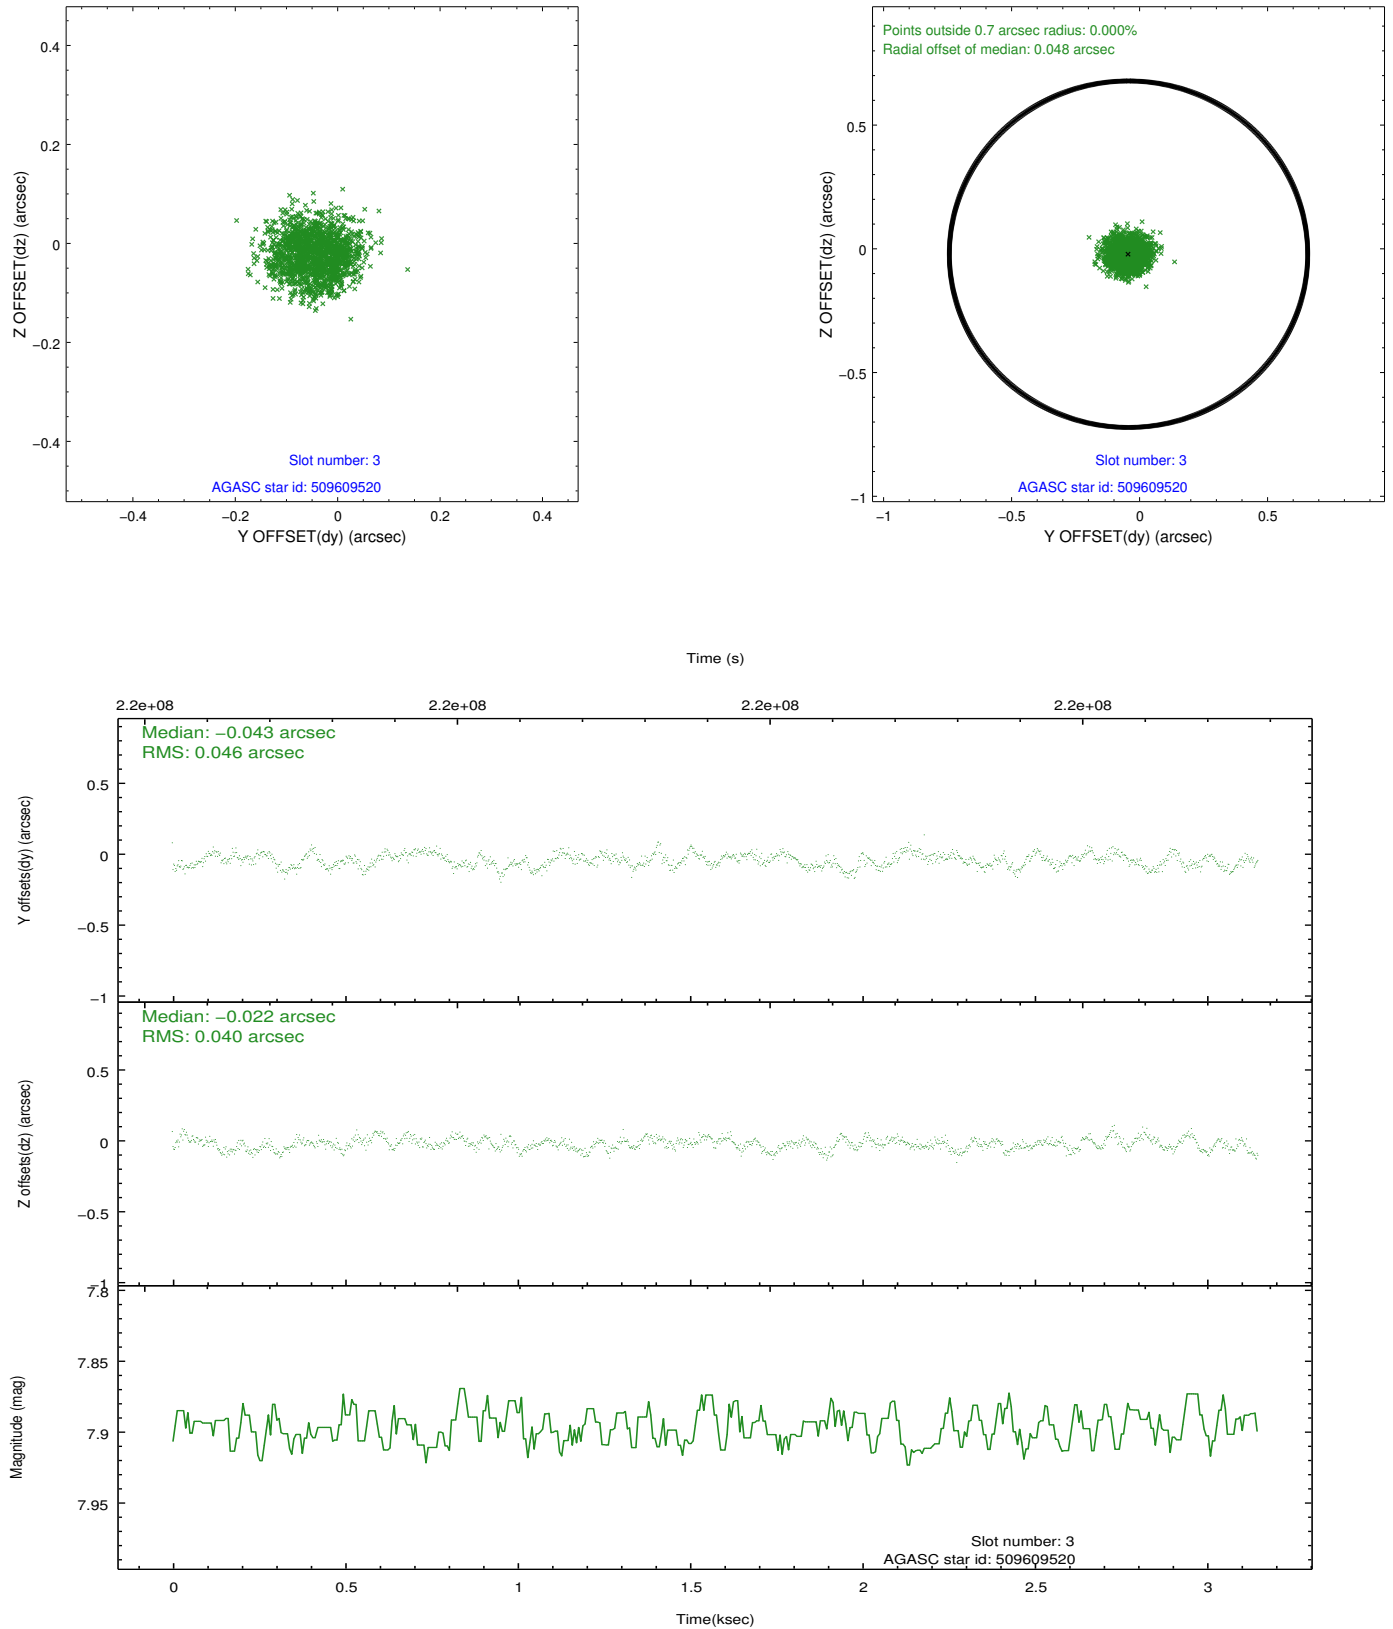 0.4
0.2
0
−0.2
−0.4
Z OFFSET(dz) (arcsec)
Slot number: 3
AGASC star id: 509609520
−0.4 −0.2 0 0.2 0.4
Y OFFSET(dy) (arcsec)
Points outside 0.7 arcsec radius: 0.000%
Radial offset of median: 0.048 arcsec
0.5
0
−0.5
−1
Z OFFSET(dz) (arcsec)
Slot number: 3
AGASC star id: 509609520
−1 −0.5 0 0.5
Y OFFSET(dy) (arcsec)
Time (s)
2.2e+08 2.2e+08 2.2e+08 2.2e+08
Median: −0.043 arcsec
RMS: 0.046 arcsec
0.5
0
−0.5
−1
Y offsets(dy) (arcsec)
Median: −0.022 arcsec
RMS: 0.040 arcsec
0.5
0
−0.5
−1
Z offsets(dz) (arcsec)
7.8
7.85
7.9
7.95
Magnitude (mag)
Slot number: 3
AGASC star id: 509609520
0 0.5 1 1.5 2 2.5 3
Time(ksec)